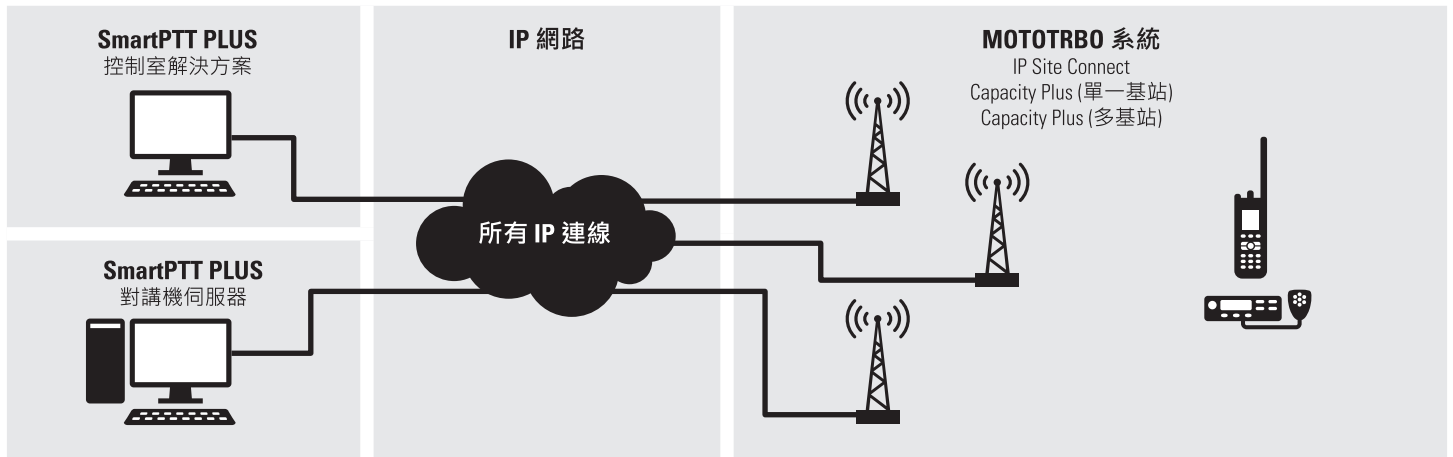 SmartPTT PLUS
控制室解決方案
SmartPTT PLUS
對講機伺服器
IP 網路
所有 IP 連線
MOTOTRBO 系統
IP Site Connect
Capacity Plus (單一基站)
Capacity Plus (多基站)